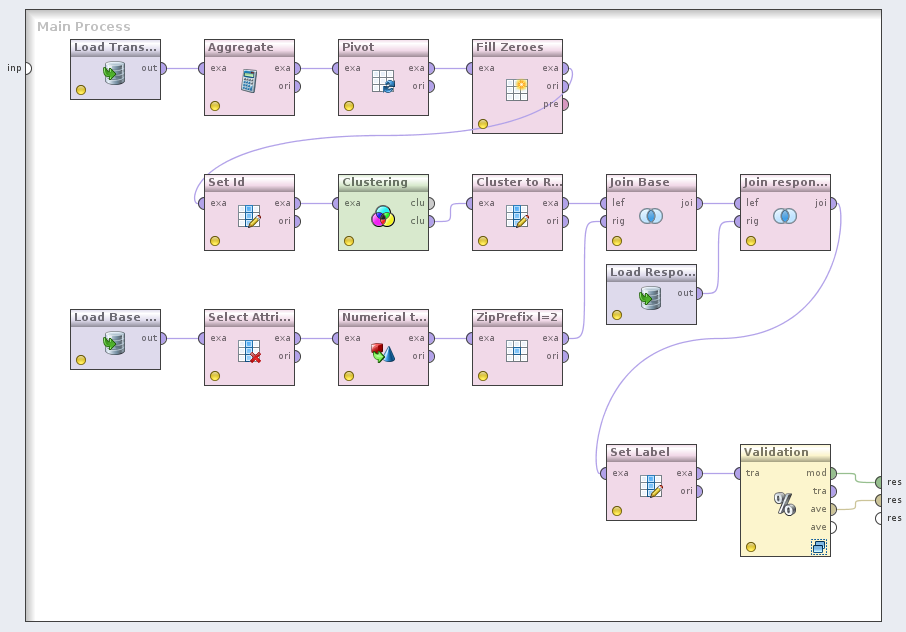 Main Process
Load Trans...
out
Aggregate
exa exa
ori
Pivot
exa exa
ori
Fill Zeroes
exa exa
ori
pre
inp
Set Id
exa exa
ori
Clustering
exa clu
clu
Cluster to R...
exa exa
ori
Join Base
lef joi
rig
Join respon...
lef joi
rig
Load Respo...
out
Load Base ...
out
Select Attri...
exa exa
ori
Numerical t...
exa exa
ori
ZipPrefix l=2
exa exa
ori
Set Label
exa exa
ori
Validation
tra mod
tra
ave
ave
res
res
res